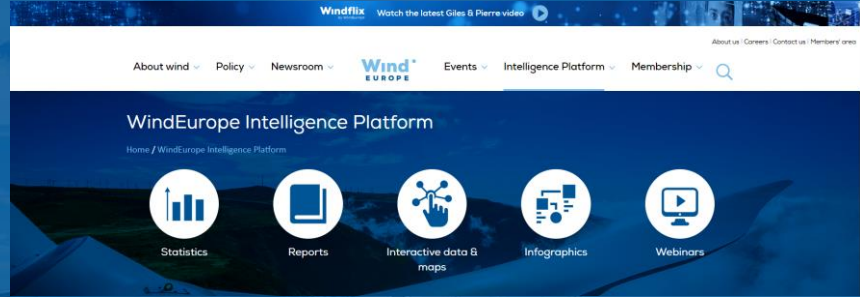 Windflix Watch the latest Giles & Pierre video
by WindEurope
About us | Careers | Contact us | Members' area
About wind Policy Newsroom Wind EUROPE Events Intelligence Platform Membership
WindEurope Intelligence Platform
Home / WindEurope Intelligence Platform
Statistics Reports Interactive data & maps Infographics Webinars